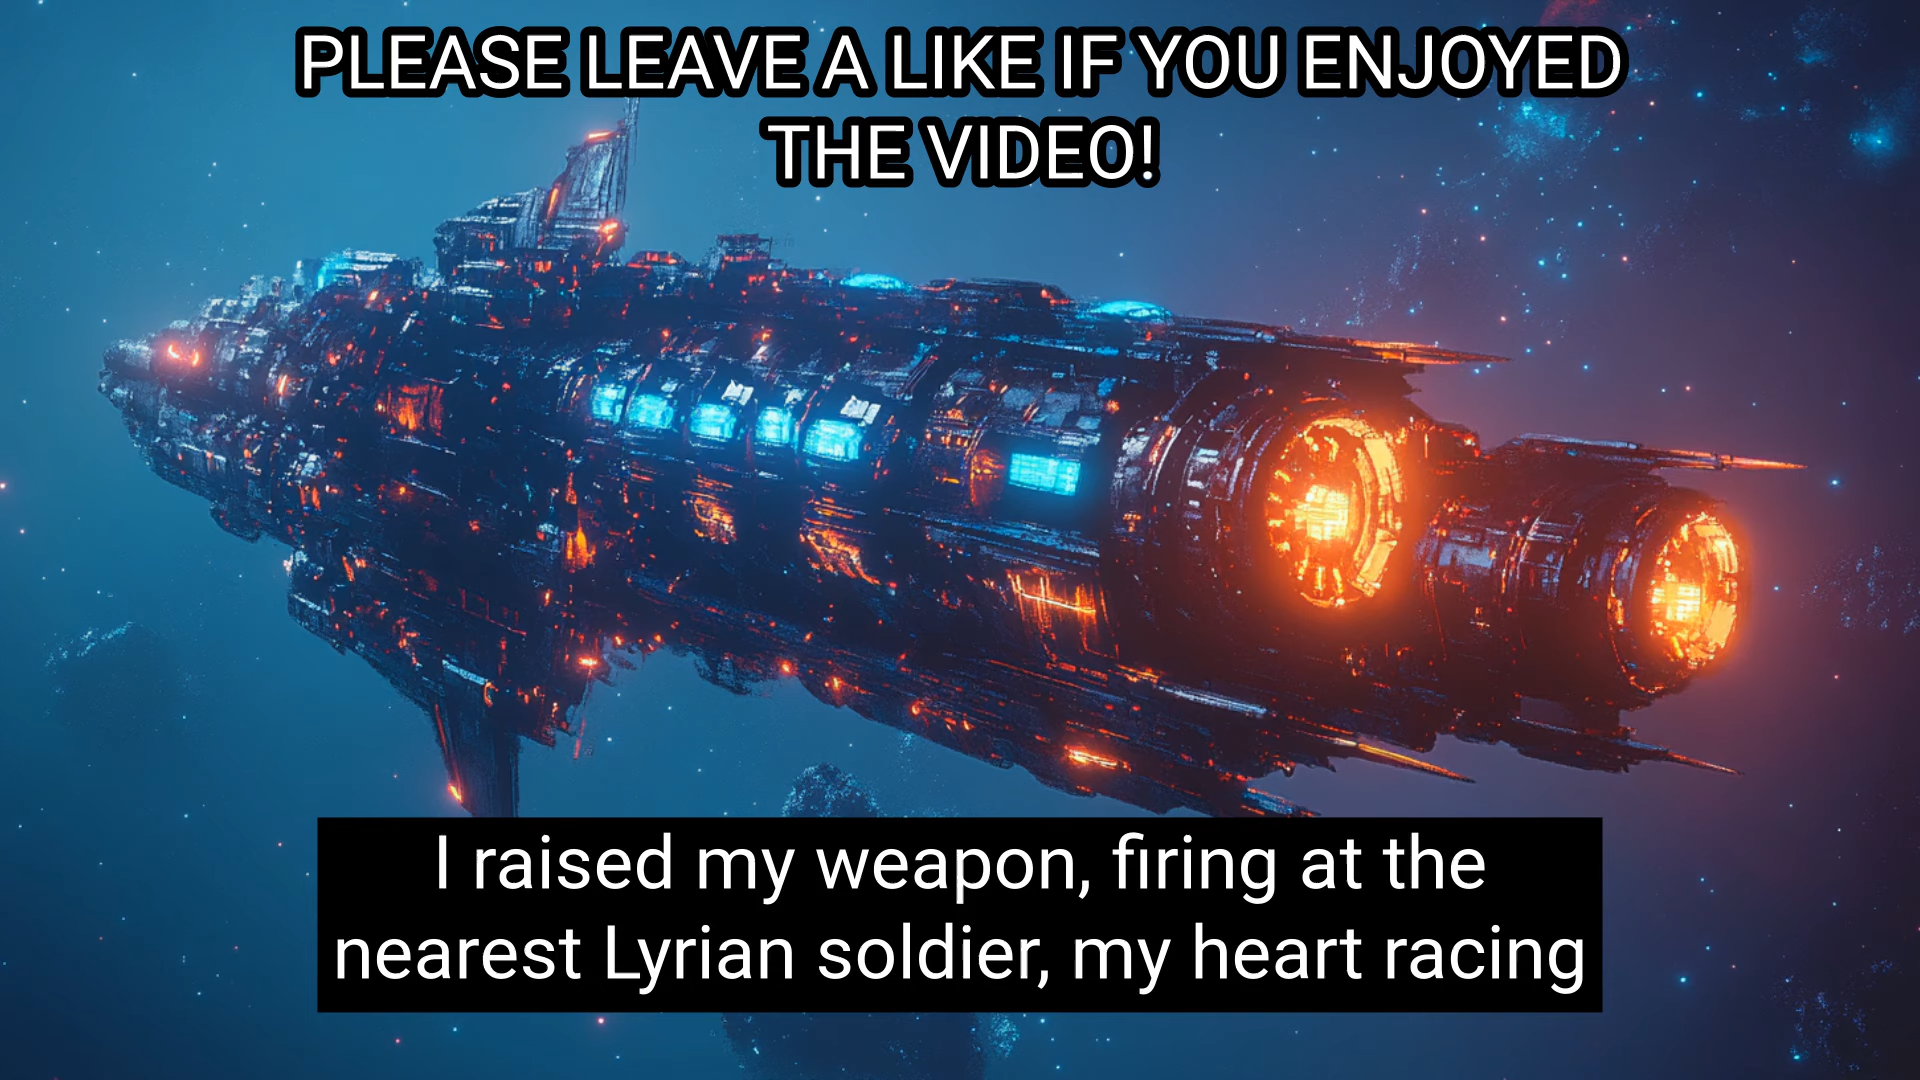 PLEASE LEAVE A LIKE IF YOU ENJOYED
THE VIDEO!
I raised my weapon, firing at the
nearest Lyrian soldier, my heart racing